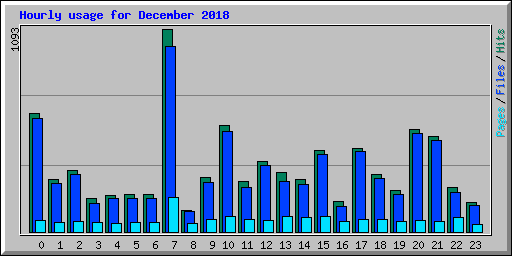 Hourly usage for December 2018
1093
Pages / Files / Hits
0 1 2 3 4 5 6 7 8 9 10 11 12 13 14 15 16 17 18 19 20 21 22 23